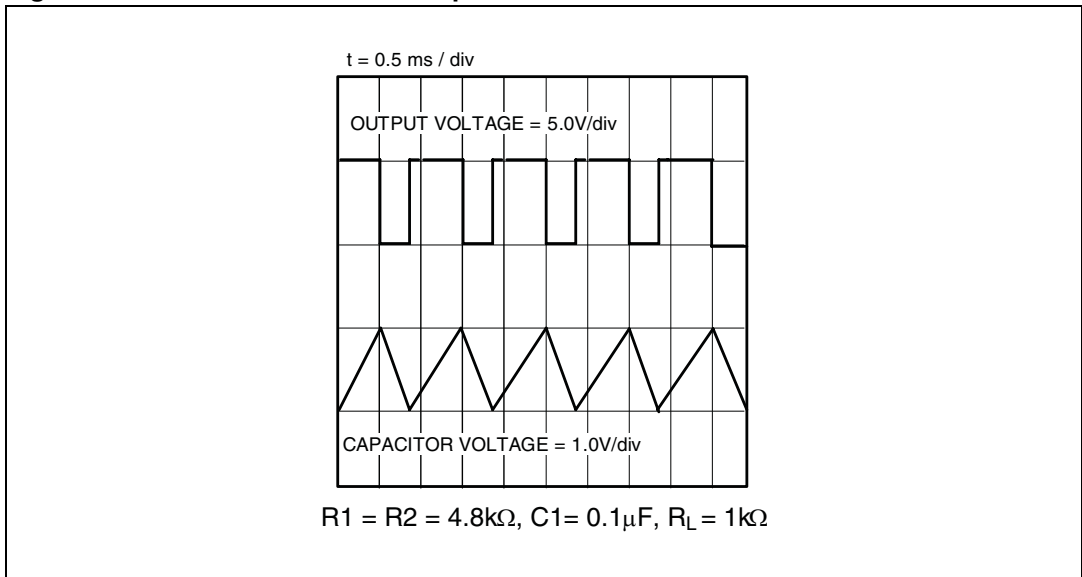 t = 0.5 ms / div
OUTPUT VOLTAGE = 5.0V/div
CAPACITOR VOLTAGE = 1.0V/div
R1 = R2 = 4.8kΩ, C1= 0.1μF, RL = 1kΩ